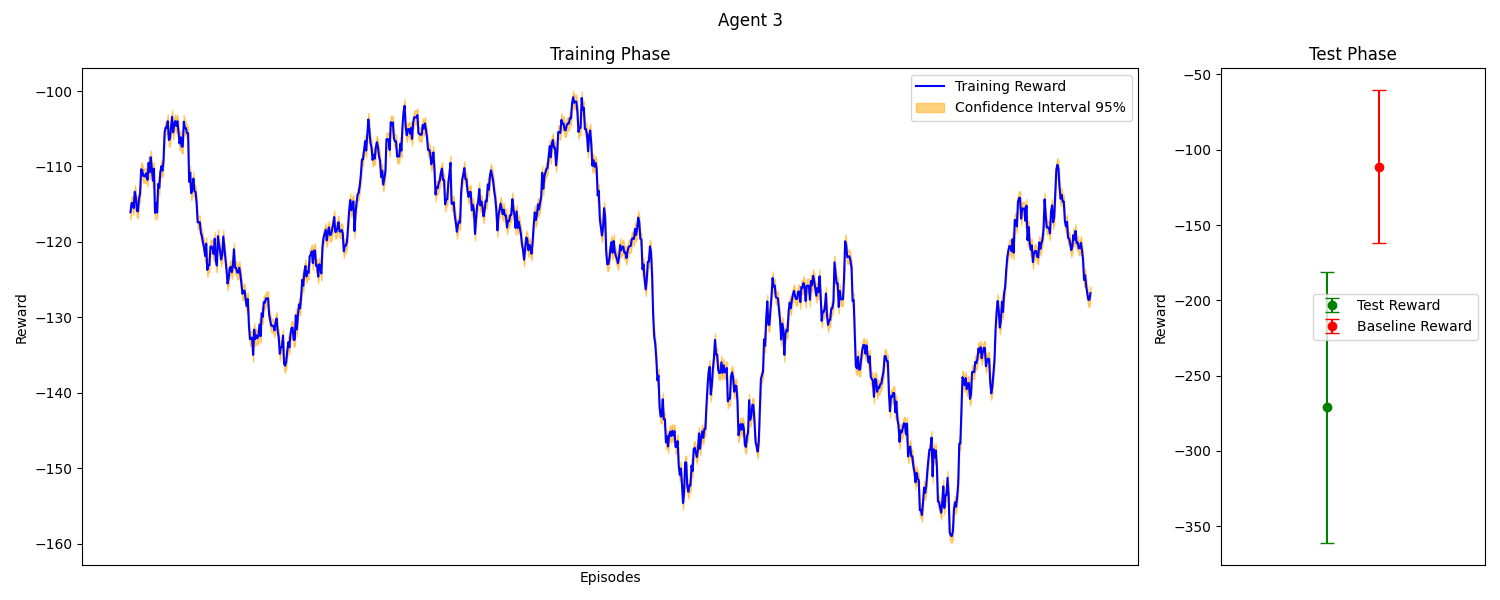 Agent 3
Training Phase
Reward
−100
−110
−120
−130
−140
−150
−160
Training Reward
Confidence Interval 95%
Episodes
Test Phase
Reward
−50
−100
−150
−200
−250
−300
−350
Test Reward
Baseline Reward